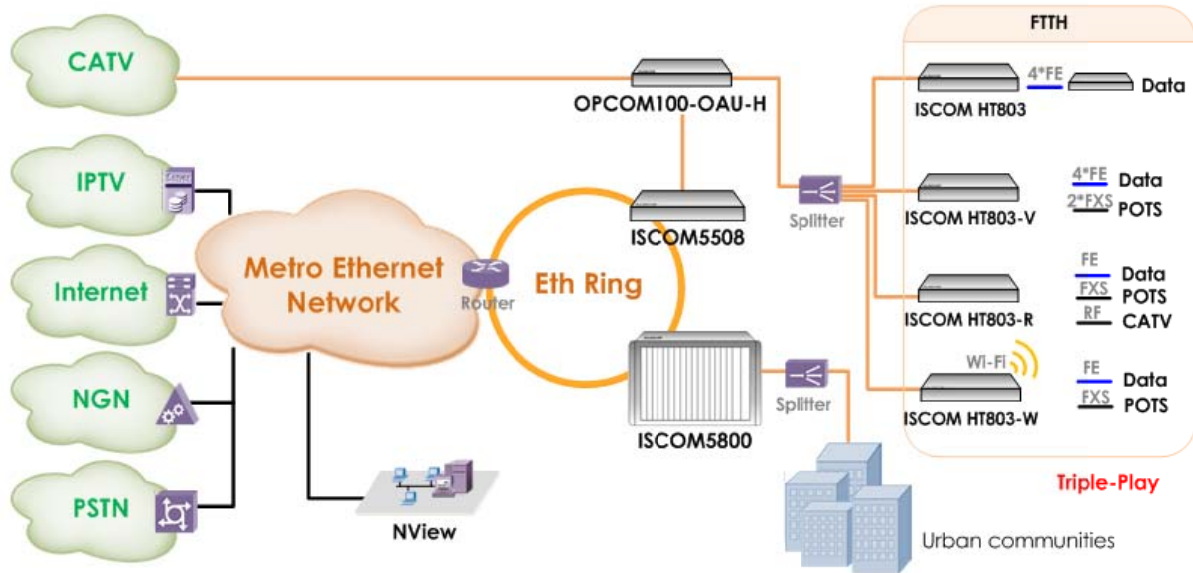 FTTH
CATV
OPCOM100-OAU-H
ISCOM HT803
4*FE
Data
IPTV
ISCOM5508
Splitter
ISCOM HT803-V
4*FE
Data
2*FXS
POTS
Metro Ethernet
Network
Router
Eth Ring
Internet
ISCOM HT803-R
FE
Data
FXS
POTS
RF
CATV
NGN
ISCOM5800
Splitter
Wi-Fi
ISCOM HT803-W
FE
Data
FXS
POTS
PSTN
NView
Triple-Play
Urban communities